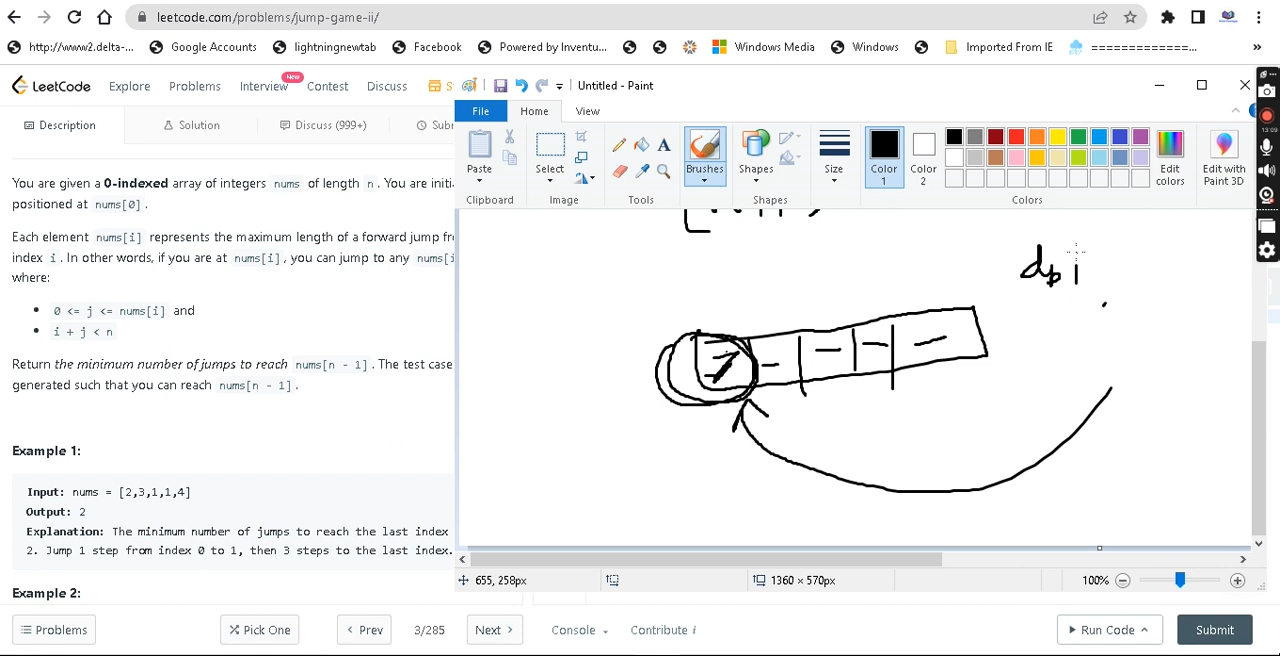 leetcode.com/problems/jump-game-ii/
http://www2.delta-... Google Accounts lightningnewtab Facebook Powered by Inventu... Windows Media Windows Imported From IE =============... »
LeetCode Explore Problems Interview New Contest Discuss S
Untitled - Paint
Description Solution Discuss (999+) Sub
File Home View
Paste Select Brushes Shapes Size Color 1 Color 2 Edit colors Edit with Paint 3D
Clipboard Image Tools Shapes Colors
13:09
You are given a 0-indexed array of integers nums of length n. You are initi
positioned at nums[0].
Each element nums[i] represents the maximum length of a forward jump fr
index i. In other words, if you are at nums[i], you can jump to any nums[i
where:
• 0 <= j <= nums[i] and
• i + j < n
Return the minimum number of jumps to reach nums[n - 1]. The test case
generated such that you can reach nums[n - 1].
dp i
Example 1:
Input: nums = [2,3,1,1,4]
Output: 2
Explanation: The minimum number of jumps to reach the last index
2. Jump 1 step from index 0 to 1, then 3 steps to the last index.
655, 258px 1360 × 570px 100%
Example 2:
Problems Pick One Prev 3/285 Next Console Contribute i Run Code Submit